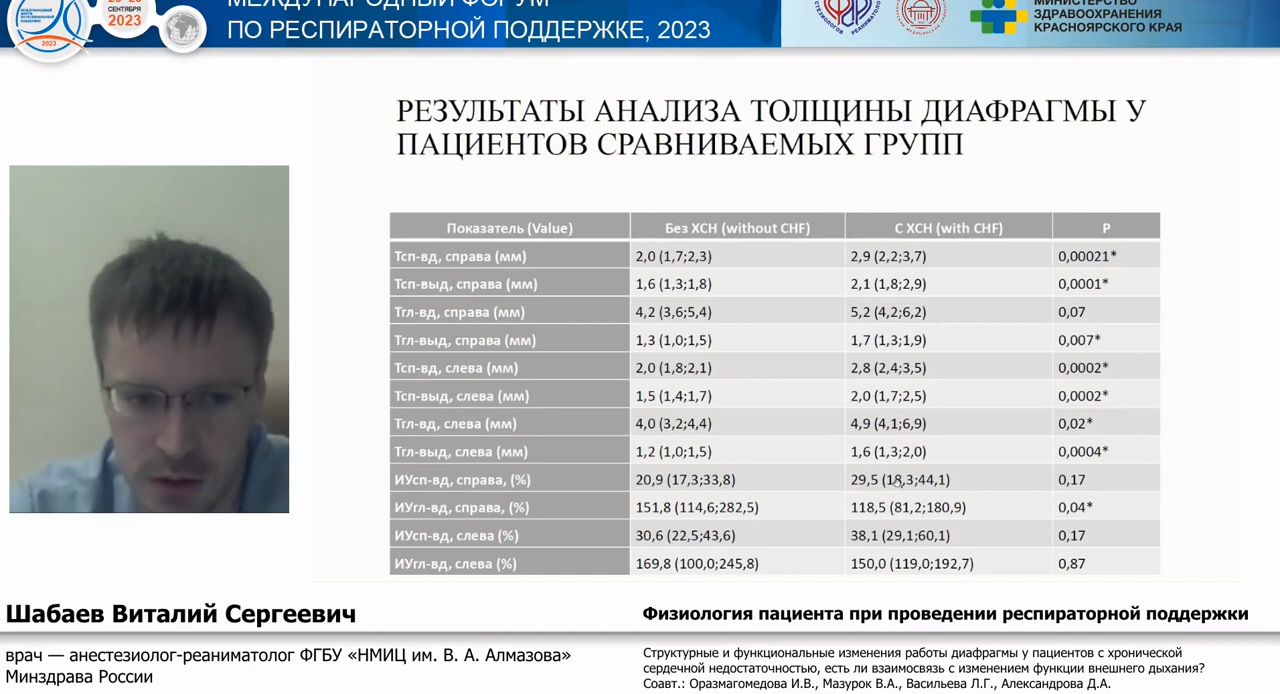 МЕЖДУНАРОДНЫЙ ФОРУМ
ПО РЕСПИРАТОРНОЙ ПОДДЕРЖКЕ, 2023
СЕНТЯБРЯ
2023
2023
МИНИСТЕРСТВО
ЗДРАВООХРАНЕНИЯ
КРАСНОЯРСКОГО КРАЯ
РЕЗУЛЬТАТЫ АНАЛИЗА ТОЛЩИНЫ ДИАФРАГМЫ У
ПАЦИЕНТОВ СРАВНИВАЕМЫХ ГРУПП
Показатель (Value) Без ХСН (without CHF) С ХСН (with CHF) P
Тсп-вд, справа (мм) 2,0 (1,7;2,3) 2,9 (2,2;3,7) 0,00021*
Тсп-выд, справа (мм) 1,6 (1,3;1,8) 2,1 (1,8;2,9) 0,0001*
Тгл-вд, справа (мм) 4,2 (3,6;5,4) 5,2 (4,2;6,2) 0,07
Тгл-выд, справа (мм) 1,3 (1,0;1,5) 1,7 (1,3;1,9) 0,007*
Тсп-вд, слева (мм) 2,0 (1,8;2,1) 2,8 (2,4;3,5) 0,0002*
Тсп-выд, слева (мм) 1,5 (1,4;1,7) 2,0 (1,7;2,5) 0,0002*
Тгл-вд, слева (мм) 4,0 (3,2;4,4) 4,9 (4,1;6,9) 0,02*
Тгл-выд, слева (мм) 1,2 (1,0;1,5) 1,6 (1,3;2,0) 0,0004*
ИУсп-вд, справа, (%) 20,9 (17,3;33,8) 29,5 (18,3;44,1) 0,17
ИУгл-вд, справа, (%) 151,8 (114,6;282,5) 118,5 (81,2;180,9) 0,04*
ИУсп-вд, слева (%) 30,6 (22,5;43,6) 38,1 (29,1;60,1) 0,17
ИУгл-вд, слева (%) 169,8 (100,0;245,8) 150,0 (119,0;192,7) 0,87
Шабаев Виталий Сергеевич
врач — анестезиолог-реаниматолог ФГБУ «НМИЦ им. В. А. Алмазова»
Минздрава России
Физиология пациента при проведении респираторной поддержки
Структурные и функциональные изменения работы диафрагмы у пациентов с хронической
сердечной недостаточностью, есть ли взаимосвязь с изменением функции внешнего дыхания?
Соавт.: Оразмагомедова И.В., Мазурок В.А., Васильева Л.Г., Александрова Д.А.